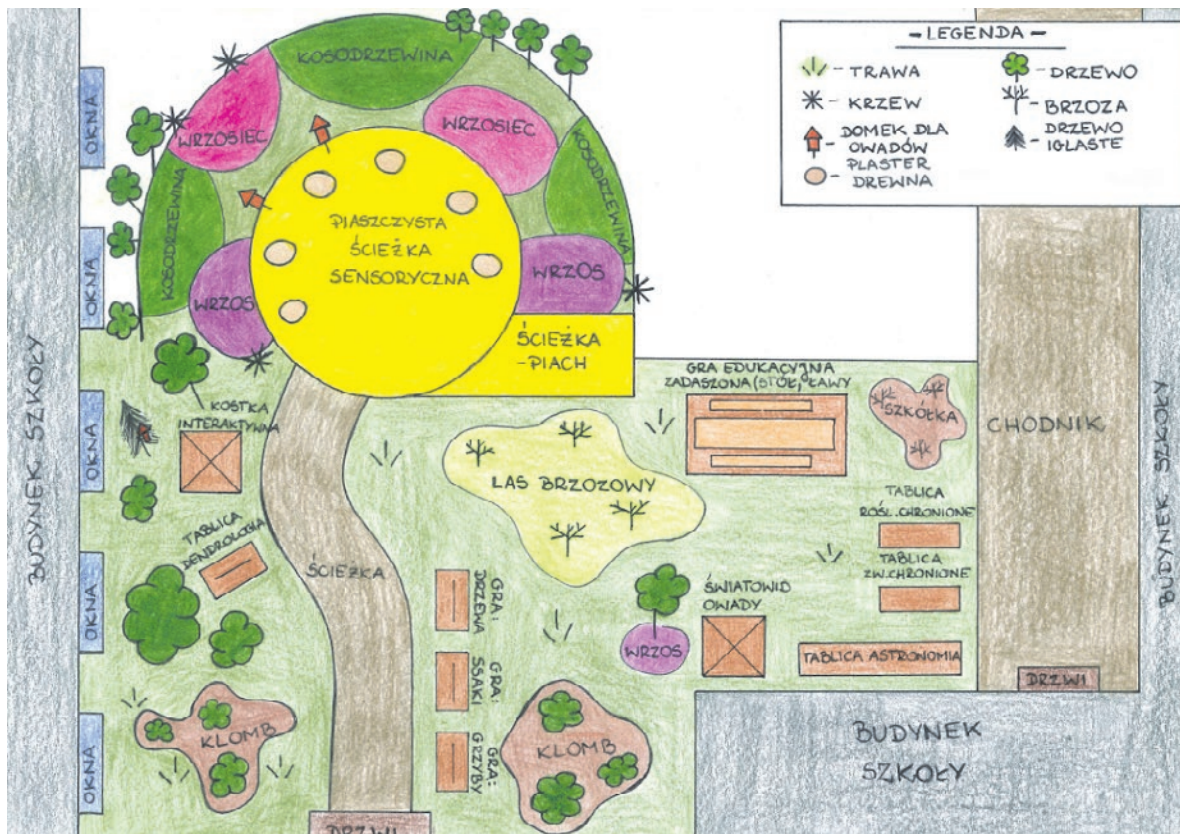 - LEGENDA -
- TRAWA
- KRZEW
- DOMEK DLA
OWADÓW
PLASTER
DREWNA
- DRZEWO
- BRZOZA
- DRZEWO
IGLASTE
KOSODRZEWINA
WRZOSIEC
WRZOSIEC
KOSODRZEWINA
KOSODRZEWINA
WRZOS
WRZOS
PIASZCZYSTA
ŚCIEŻKA
SENSORYCZNA
ŚCIEŻKA
-PIACH
OKNA
OKNA
OKNA
OKNA
OKNA
BUDYNEK SZKOŁY
KOSTKA
INTERAKTYWNA
GRA EDUKACYJNA
ZADASZONA (STÓŁ, ŁAWY
SZKÓŁKA
CHODNIK
BUDYNEK SZKOŁY
LAS BRZOZOWY
TABLICA
ROŚL. CHRONIONE
TABLICA
ZW. CHRONIONE
TABLICA
DENDROLOGIA
ŚCIEŻKA
GRA:
DRZEWA
GRA:
SSAKI
GRA:
GRZYBY
ŚWIATOWID
OWADY
WRZOS
TABLICA ASTRONOMIA
DRZWI
KLOMB
KLOMB
BUDYNEK
SZKOŁY
DRZWI